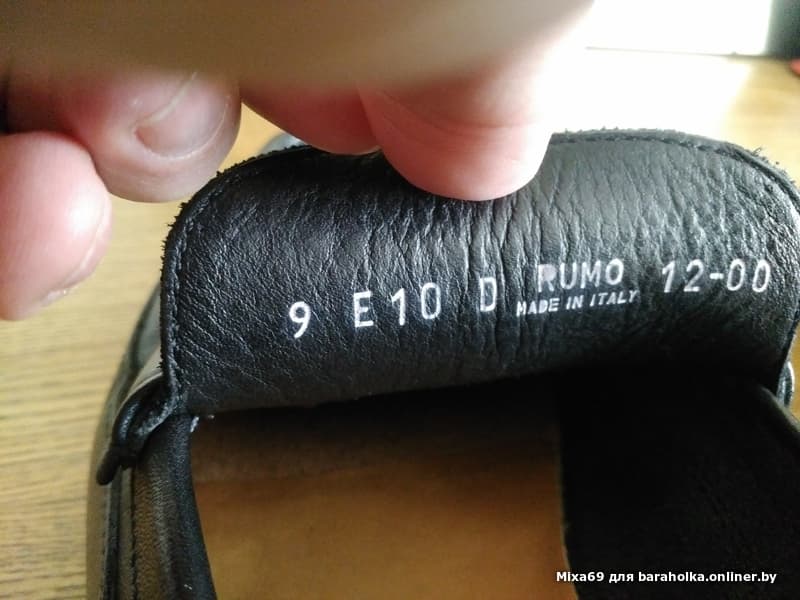 9 E10 D RUMO 12-00
MADE IN ITALY
Mixa69 для baraholka.onliner.by